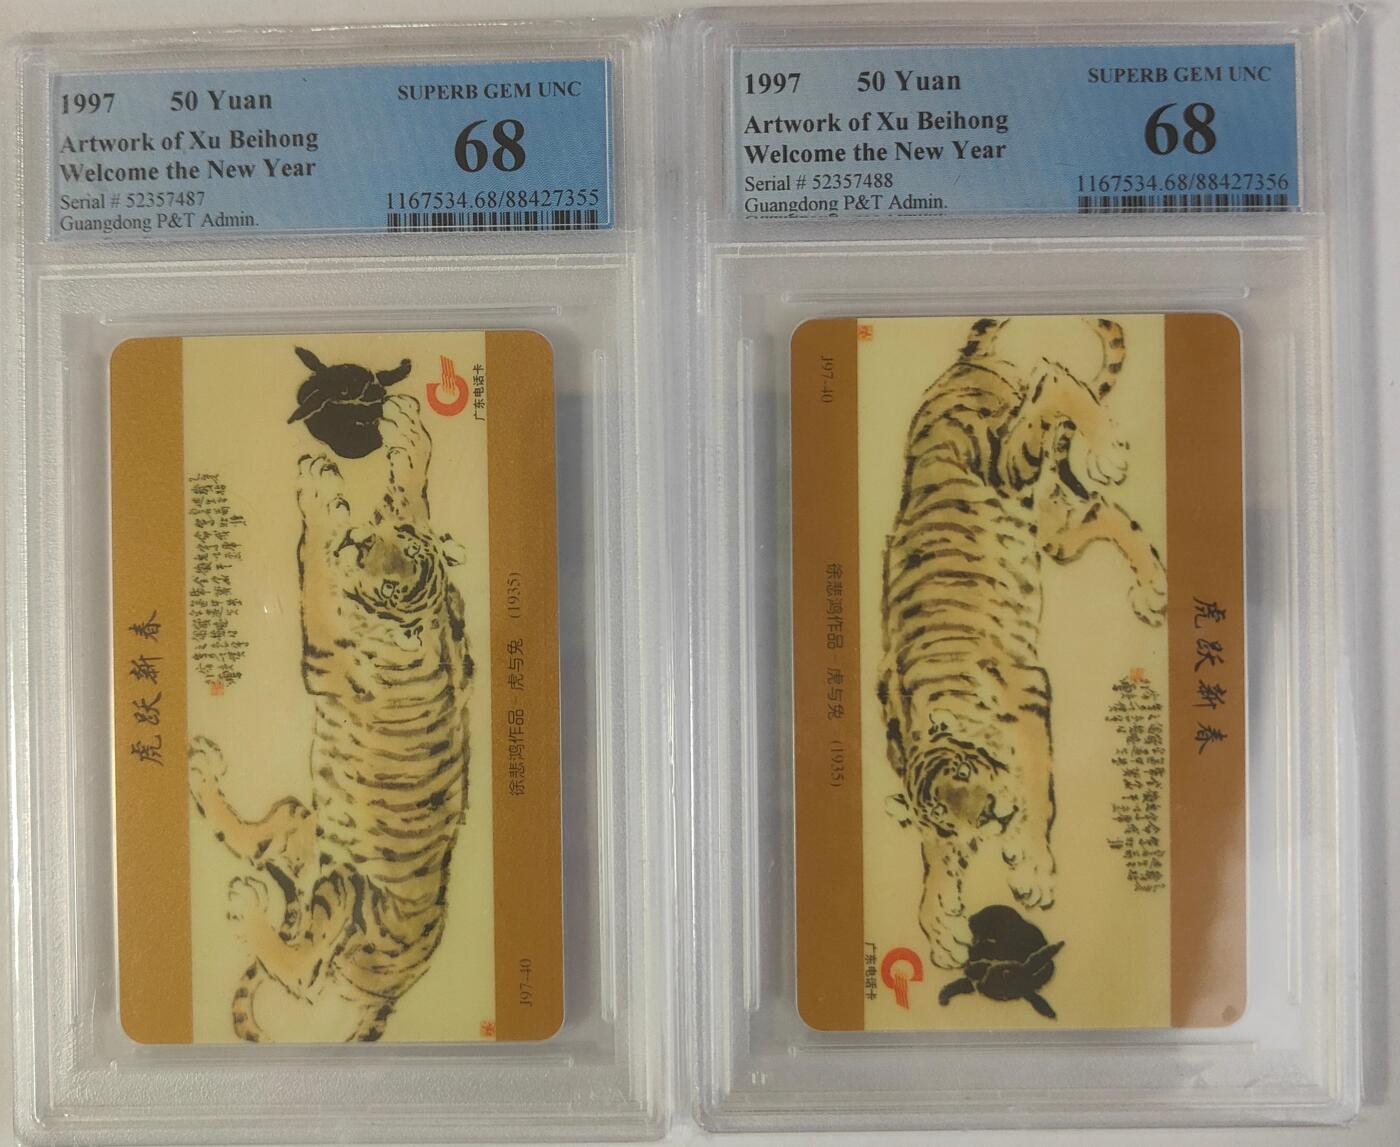 1997 50 Yuan
SUPERB GEM UNC
Artwork of Xu Beihong
68
Welcome the New Year
Serial # 52357487
1167534.68/88427355
Guangdong P&T Admin.
广东电话卡
虎跃新春
徐悲鸿作品－虎与兔 (1935)
J97-40
1997 50 Yuan
SUPERB GEM UNC
Artwork of Xu Beihong
68
Welcome the New Year
Serial # 52357488
1167534.68/88427356
Guangdong P&T Admin.
J97-40
徐悲鸿作品－虎与兔 (1935)
虎跃新春
广东电话卡